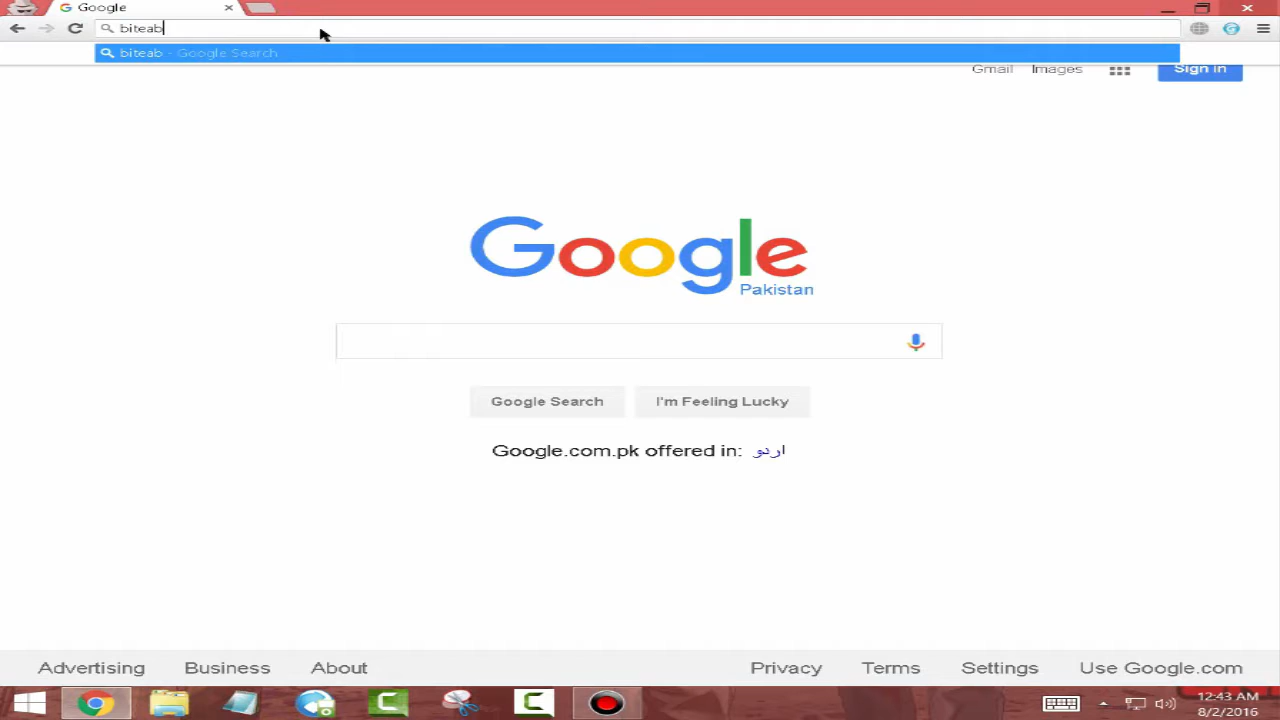 Google
biteab
biteab - Google Search
Gmail Images Sign in
Google
Pakistan
Google Search I'm Feeling Lucky
Google.com.pk offered in: اردو
Advertising Business About Privacy Terms Settings Use Google.com
12:43 AM
8/2/2016